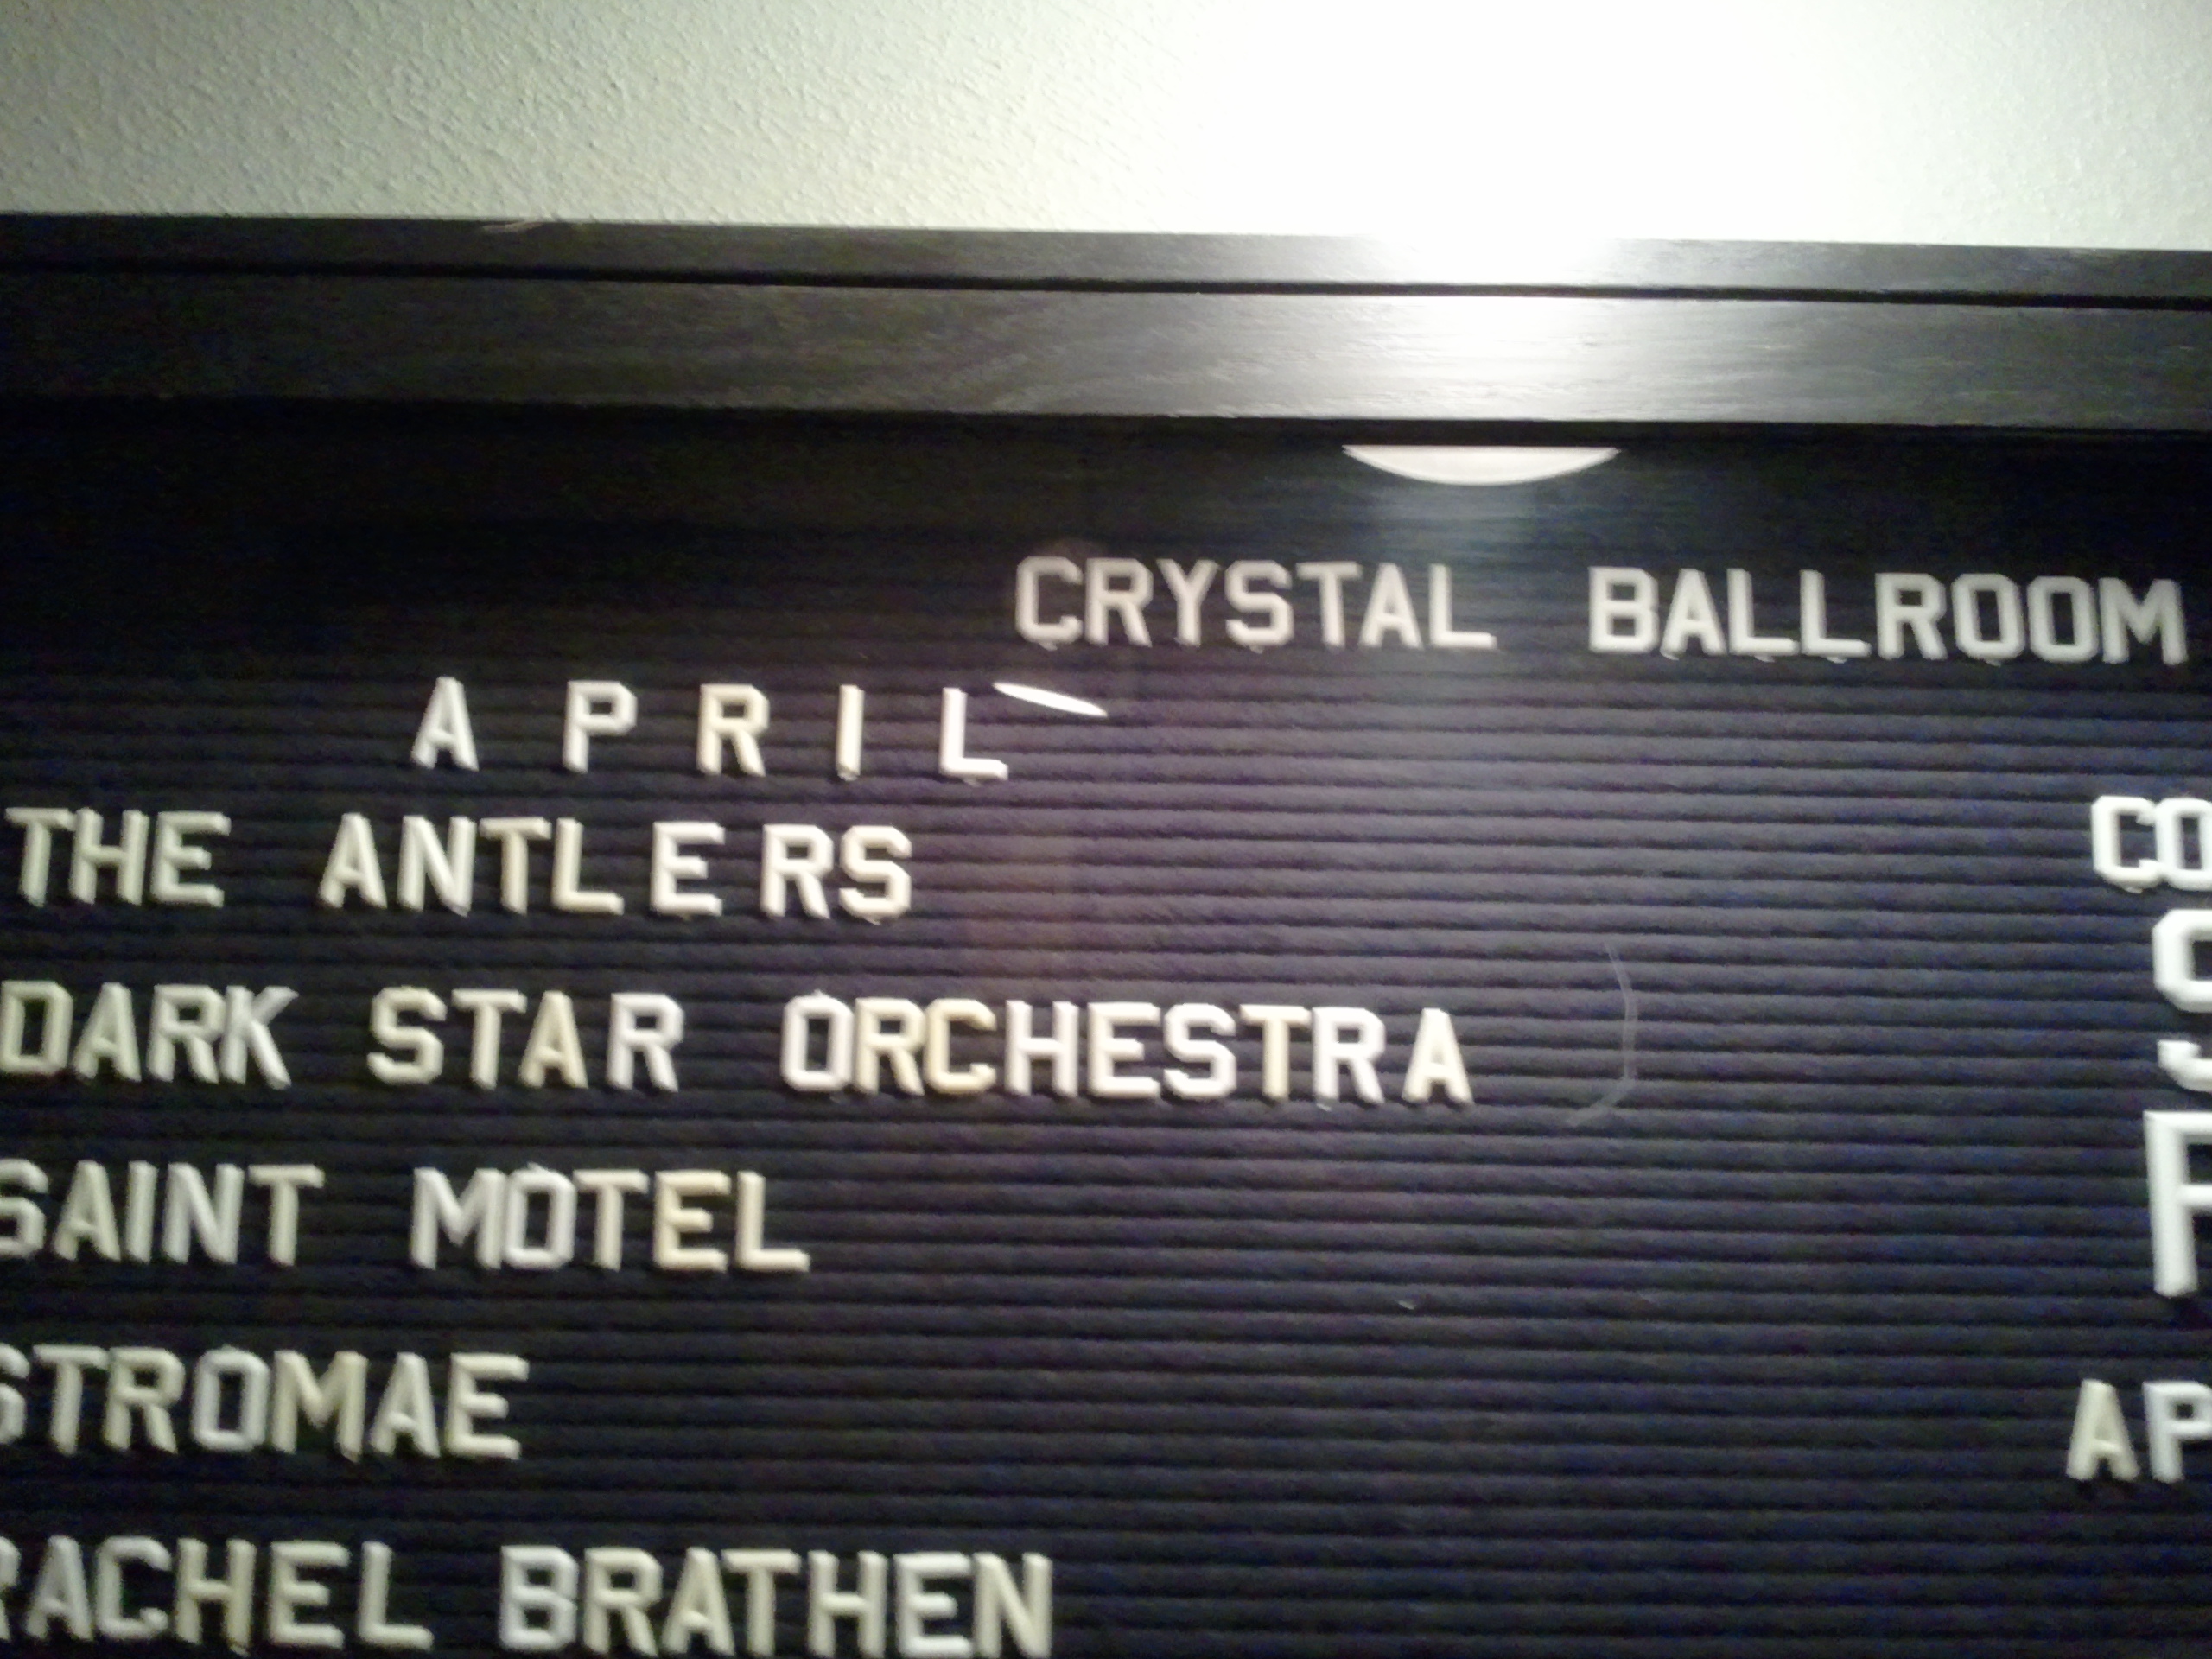 CRYSTAL BALLROOM
APRIL
THE ANTLERS
DARK STAR ORCHESTRA
SAINT MOTEL
STROMAE
RACHEL BRATHEN